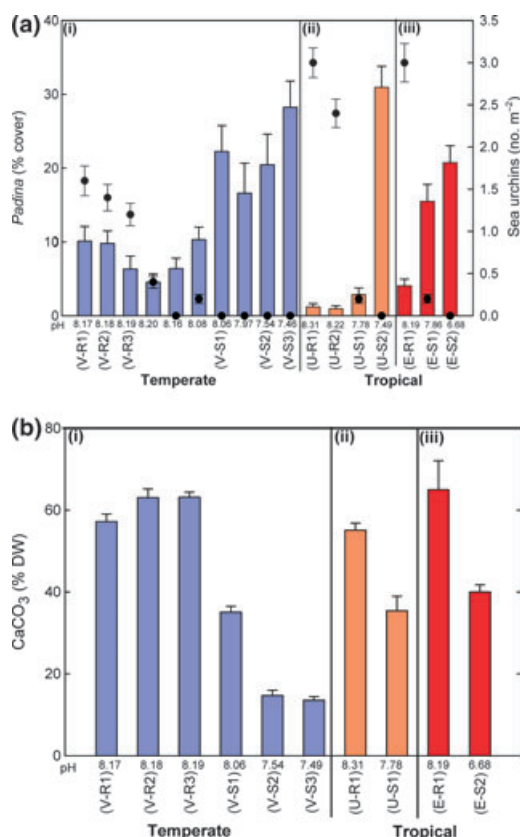 (a)
(i)
(ii)
(iii)
Padina (% cover)
40
30
20
10
0
3.5
3.0
2.5
2.0
1.5
1.0
0.5
0.0
Sea urchins (no. m⁻²)
pH 8.17 8.18 8.19 8.20 8.16 8.08 8.06 7.97 7.54 7.46 8.31 8.22 7.78 7.49 8.19 7.86 6.68
(V-R1) (V-R2) (V-R3) (V-S1) (V-S2) (V-S3) (U-R1) (U-R2) (U-S1) (U-S2) (E-R1) (E-S1) (E-S2)
Temperate Tropical
(b)
(i)
(ii)
(iii)
CaCO₃ (% DW)
80
60
40
20
0
pH 8.17 8.18 8.19 8.06 7.54 7.49 8.31 7.78 8.19 6.68
(V-R1) (V-R2) (V-R3) (V-S1) (V-S2) (V-S3) (U-R1) (U-S1) (E-R1) (E-S2)
Temperate Tropical